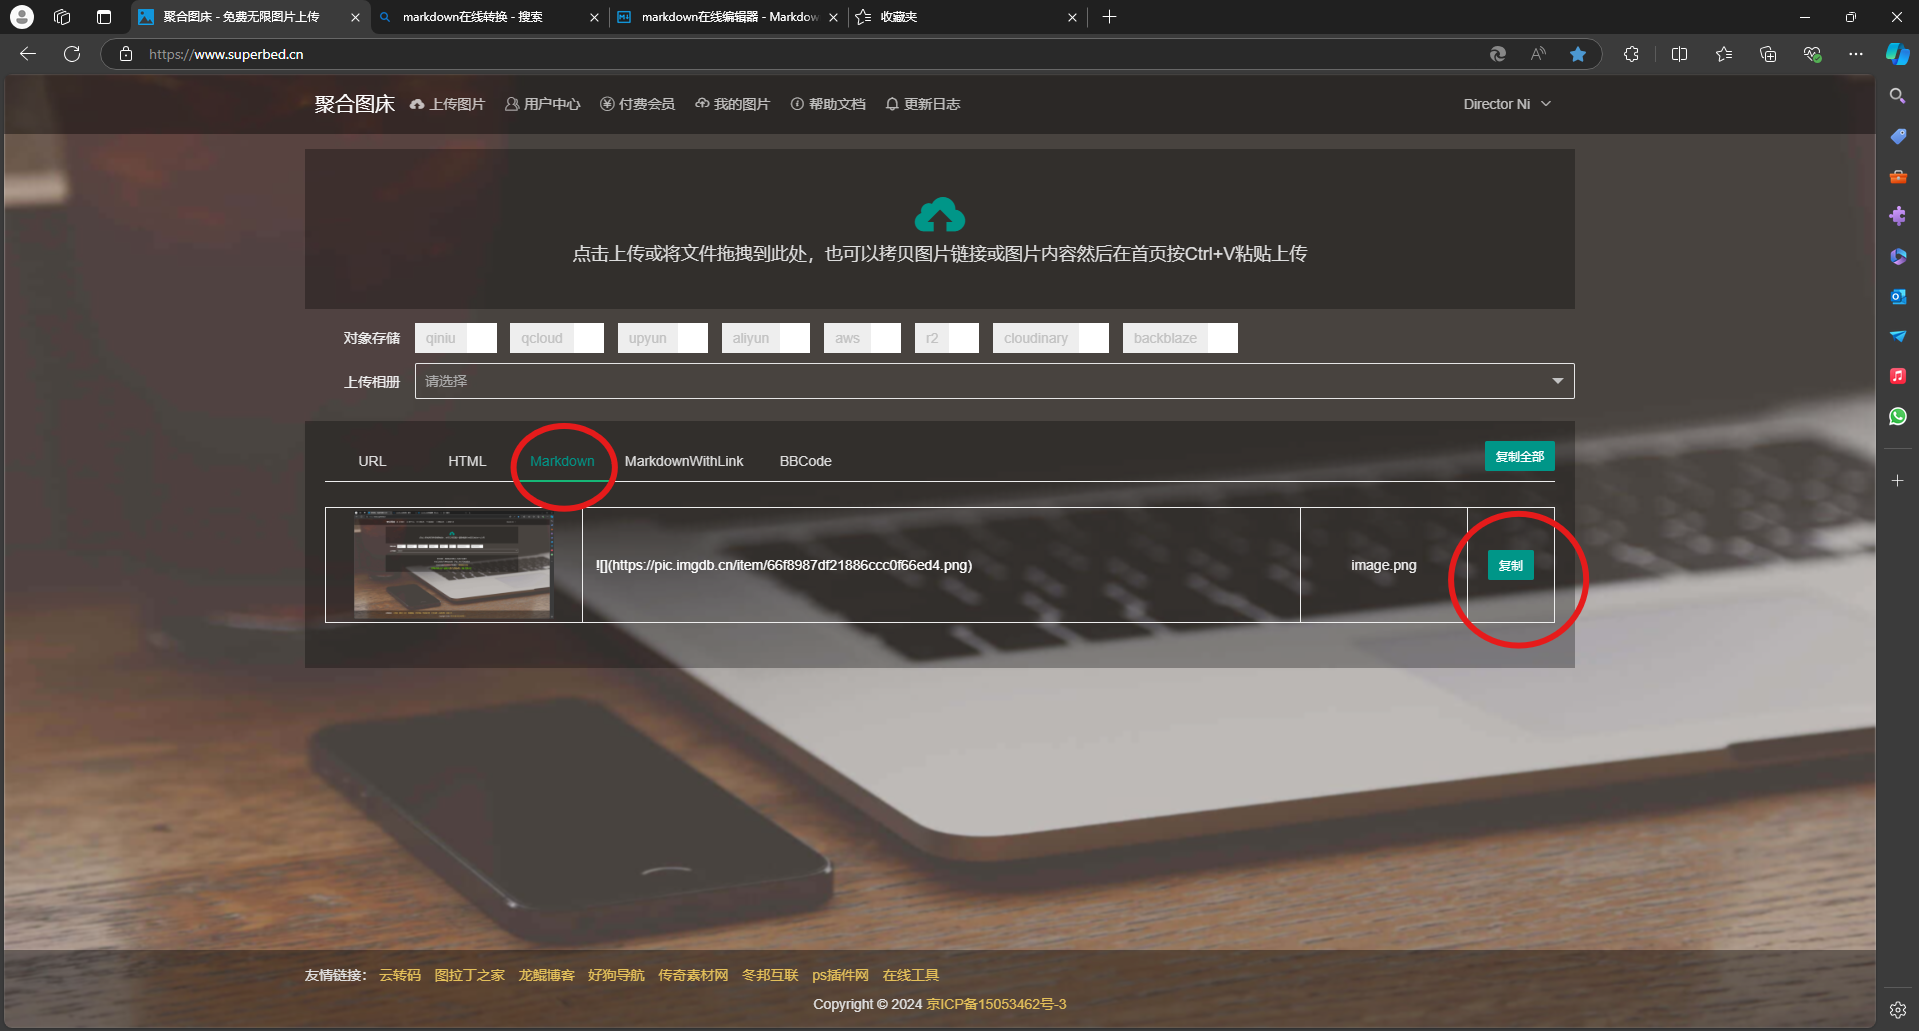 聚合图床 - 免费无限图片上传
markdown在线转换 - 搜索
markdown在线编辑器 - Markdow
收藏夹
https://www.superbed.cn
聚合图床 上传图片 用户中心 付费会员 我的图片 帮助文档 更新日志 Director Ni
点击上传或将文件拖拽到此处，也可以拷贝图片链接或图片内容然后在首页按Ctrl+V粘贴上传
对象存储 qiniu qcloud upyun aliyun aws r2 cloudinary backblaze
上传相册 请选择
URL HTML Markdown MarkdownWithLink BBCode 复制全部
![](https://pic.imgdb.cn/item/66f8987df21886ccc0f66ed4.png) image.png 复制
友情链接： 云转码 图拉丁之家 龙鲲博客 好狗导航 传奇素材网 冬邦互联 ps插件网 在线工具
Copyright © 2024 京ICP备15053462号-3